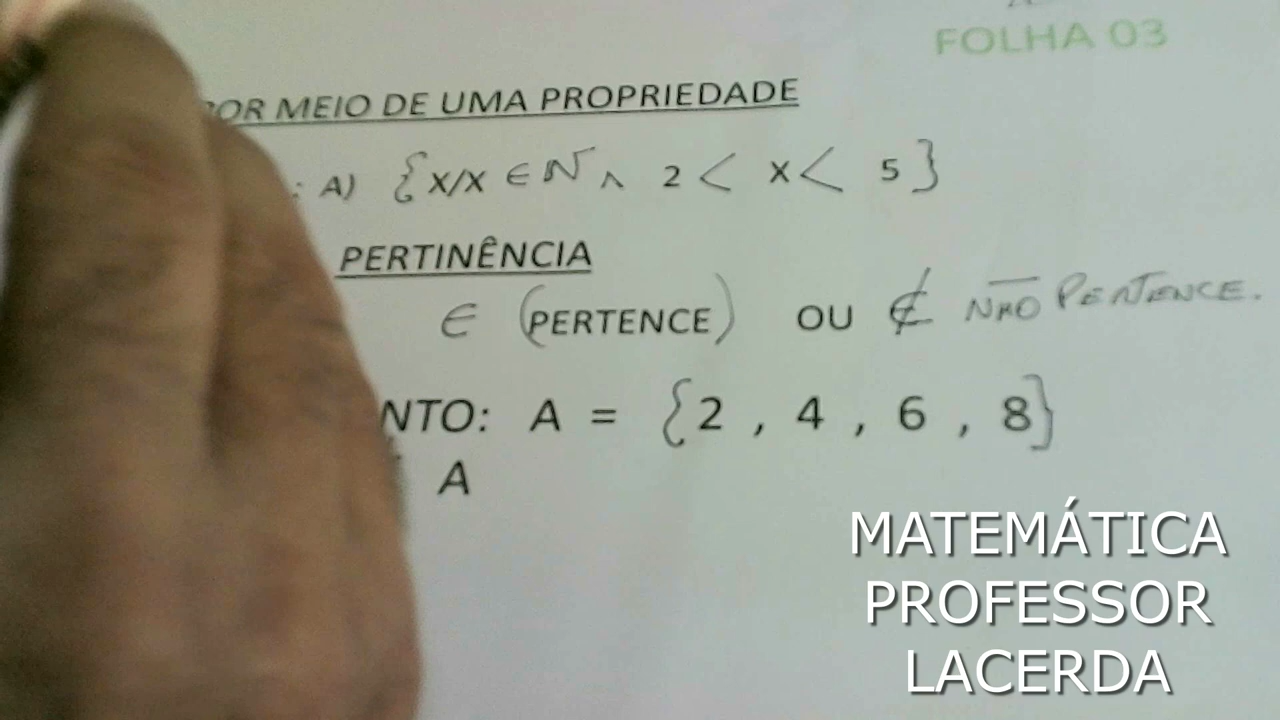 FOLHA 03
POR MEIO DE UMA PROPRIEDADE
: A) {X/X ∈ N ∧ 2 < X < 5}
PERTINÊNCIA
∈ (PERTENCE) OU ∉ NÃO PERTENCE.
NTO: A = {2 , 4 , 6 , 8}
A
MATEMÁTICA
PROFESSOR
LACERDA